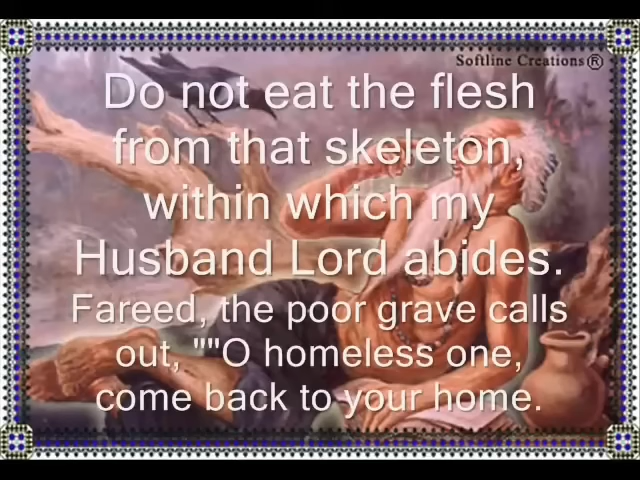 Softline Creations®
Do not eat the flesh
from that skeleton,
within which my
Husband Lord abides.
Fareed, the poor grave calls
out, ""O homeless one,
come back to your home.